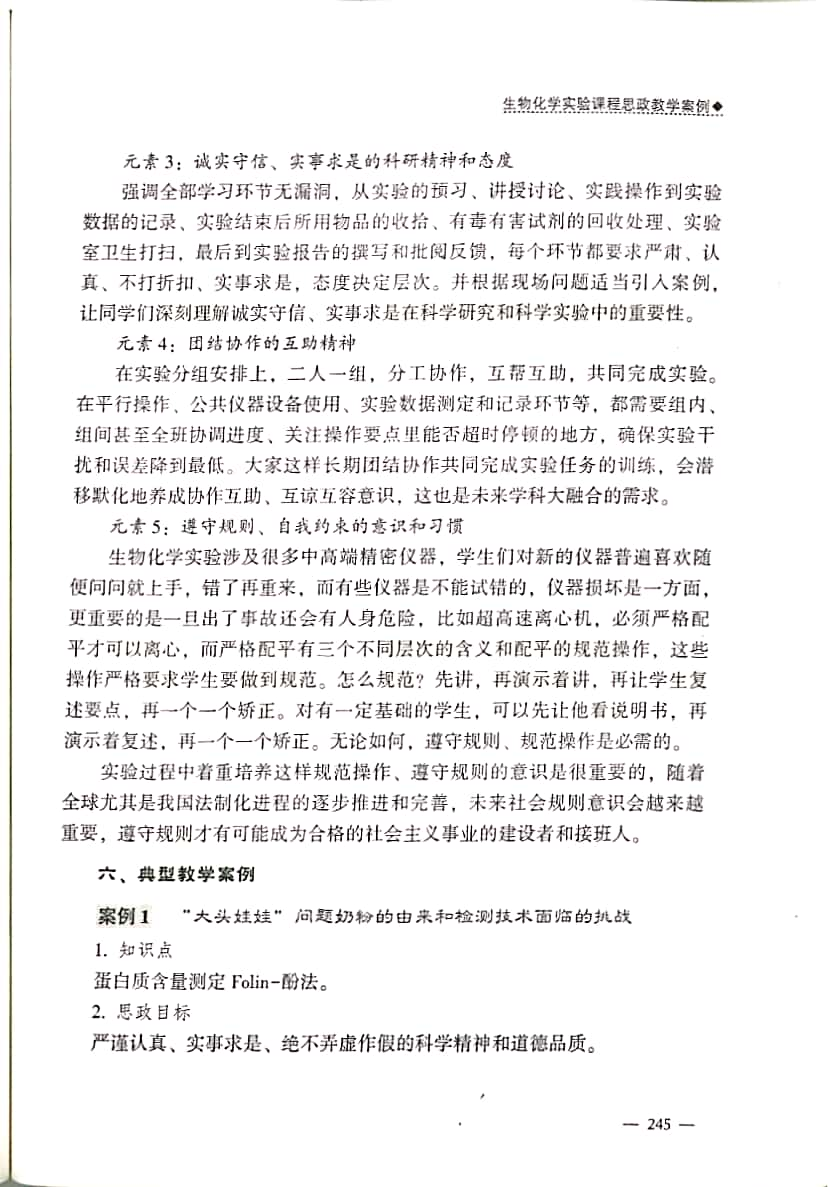 生物化学实验课程思政教学案例◆
元素3：诚实守信、实事求是的科研精神和态度
强调全部学习环节无漏洞，从实验的预习、讲授讨论、实践操作到实验
数据的记录、实验结束后所用物品的收拾、有毒有害试剂的回收处理、实验
室卫生打扫，最后到实验报告的撰写和批阅反馈，每个环节都要求严肃、认
真、不打折扣、实事求是，态度决定层次。并根据现场问题适当引入案例，
让同学们深刻理解诚实守信、实事求是在科学研究和科学实验中的重要性。
元素4：团结协作的互助精神
在实验分组安排上，二人一组，分工协作，互帮互助，共同完成实验。
在平行操作、公共仪器设备使用、实验数据测定和记录环节等，都需要组内、
组间甚至全班协调进度、关注操作要点里能否超时停顿的地方，确保实验干
扰和误差降到最低。大家这样长期团结协作共同完成实验任务的训练，会潜
移默化地养成协作互助、互谅互容意识，这也是未来学科大融合的需求。
元素5：遵守规则、自我约束的意识和习惯
生物化学实验涉及很多中高端精密仪器，学生们对新的仪器普遍喜欢随
便问问就上手，错了再重来，而有些仪器是不能试错的，仪器损坏是一方面，
更重要的是一旦出了事故还会有人身危险，比如超高速离心机，必须严格配
平才可以离心，而严格配平有三个不同层次的含义和配平的规范操作，这些
操作严格要求学生要做到规范。怎么规范？先讲，再演示着讲，再让学生复
述要点，再一个一个矫正。对有一定基础的学生，可以先让他看说明书，再
演示着复述，再一个一个矫正。无论如何，遵守规则、规范操作是必需的。
实验过程中着重培养这样规范操作、遵守规则的意识是很重要的，随着
全球尤其是我国法制化进程的逐步推进和完善，未来社会规则意识会越来越
重要，遵守规则才有可能成为合格的社会主义事业的建设者和接班人。
六、典型教学案例
案例1 “大头娃娃”问题奶粉的由来和检测技术面临的挑战
1. 知识点
蛋白质含量测定 Folin-酚法。
2. 思政目标
严谨认真、实事求是、绝不弄虚作假的科学精神和道德品质。
— 245 —